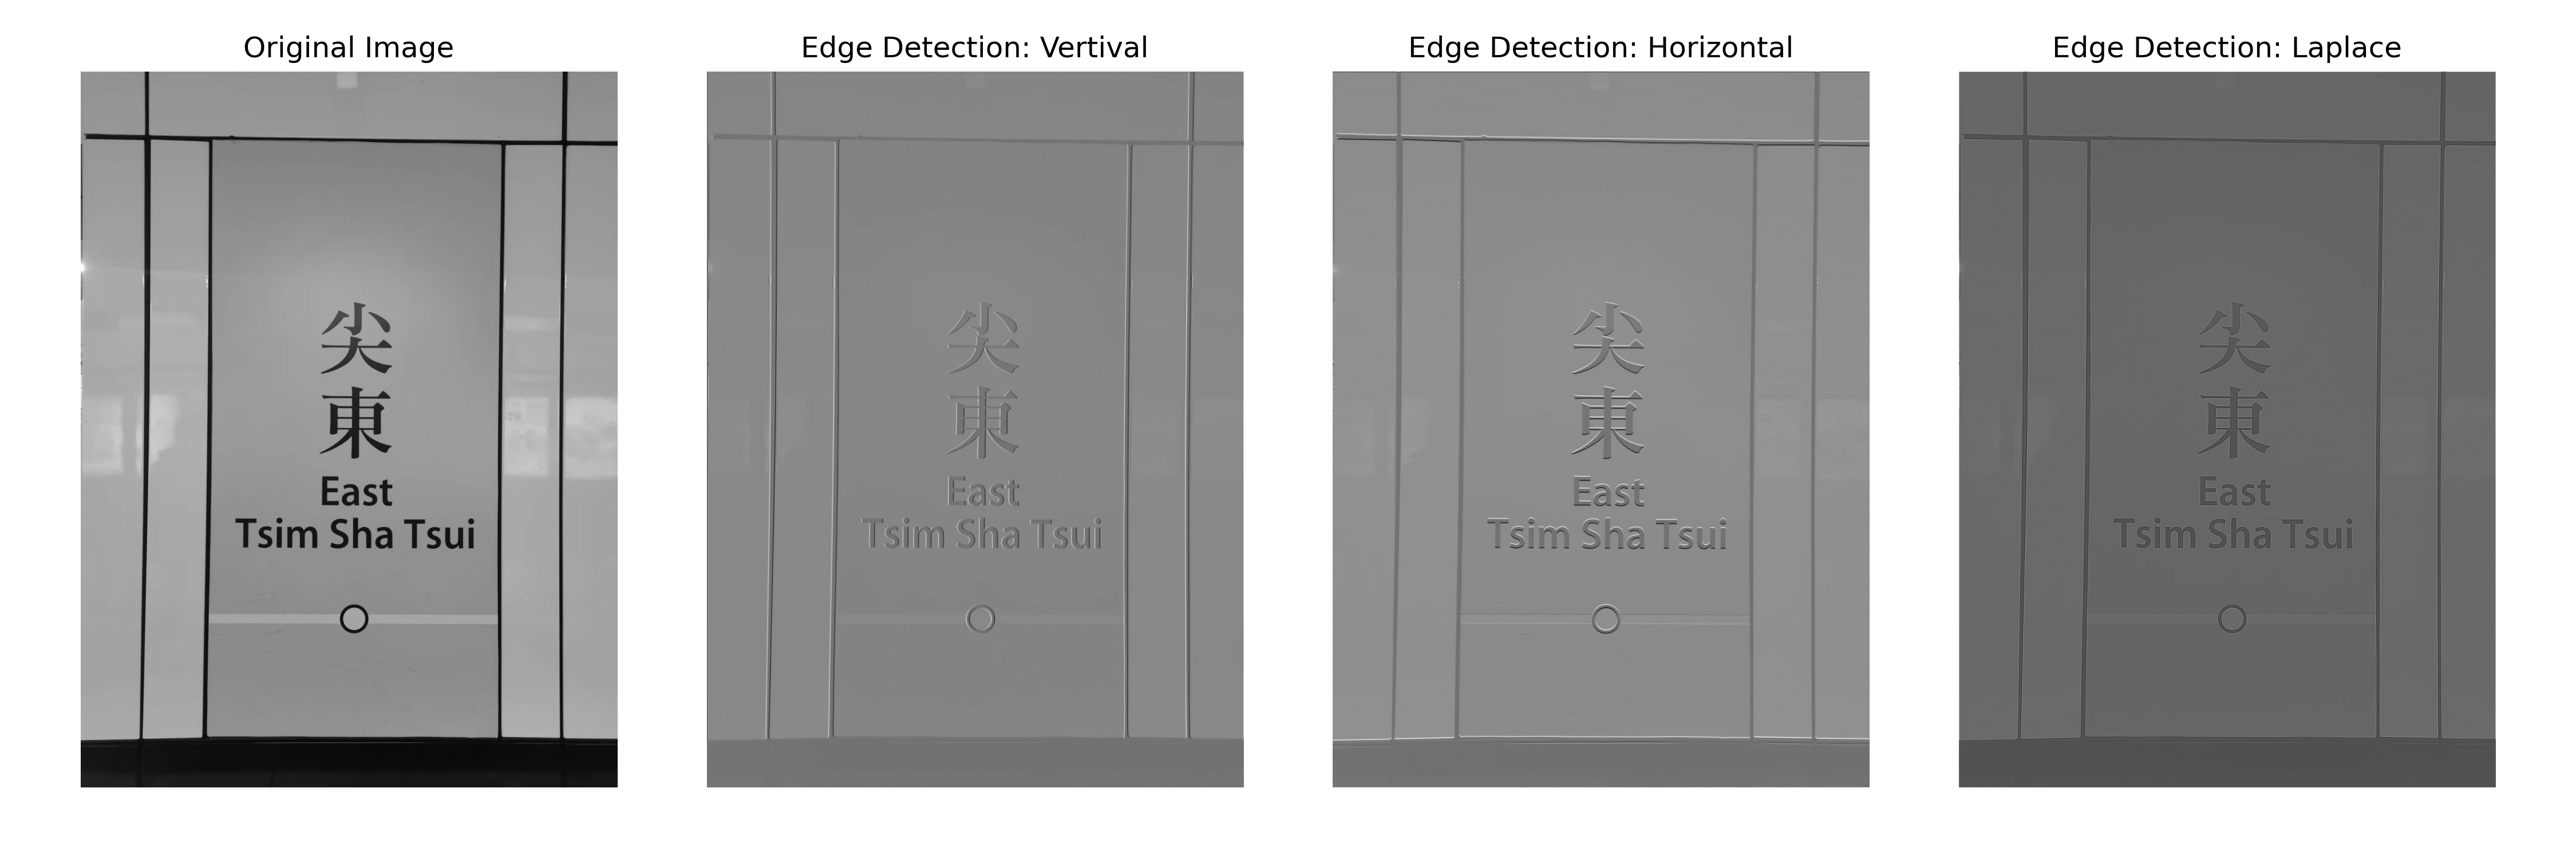 Original Image
尖
東
East
Tsim Sha Tsui
Edge Detection: Vertival
尖
東
East
Tsim Sha Tsui
Edge Detection: Horizontal
尖
東
East
Tsim Sha Tsui
Edge Detection: Laplace
尖
東
East
Tsim Sha Tsui